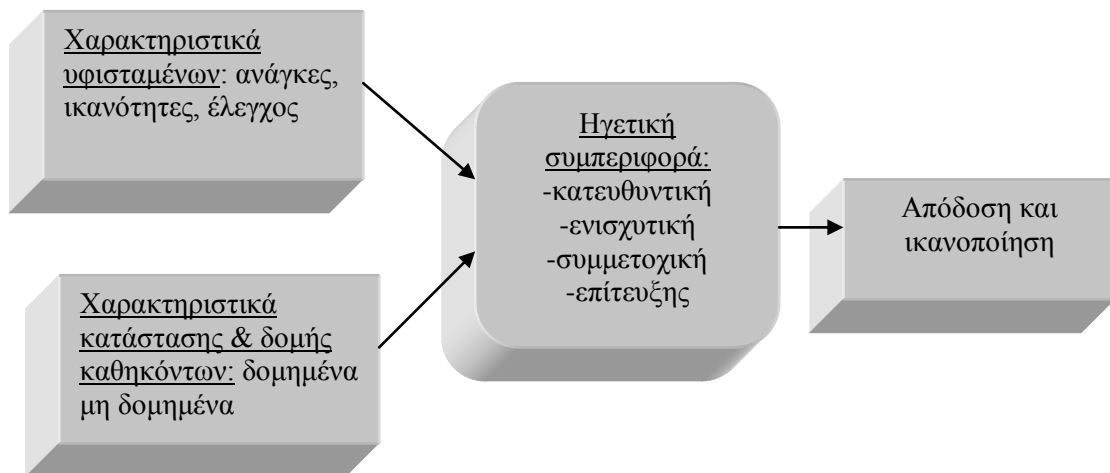 Χαρακτηριστικά
υφισταμένων: ανάγκες,
ικανότητες, έλεγχος
Χαρακτηριστικά
κατάστασης & δομής
καθηκόντων: δομημένα
μη δομημένα
Ηγετική
συμπεριφορά:
-κατευθυντική
-ενισχυτική
-συμμετοχική
-επίτευξης
Απόδοση και
ικανοποίηση